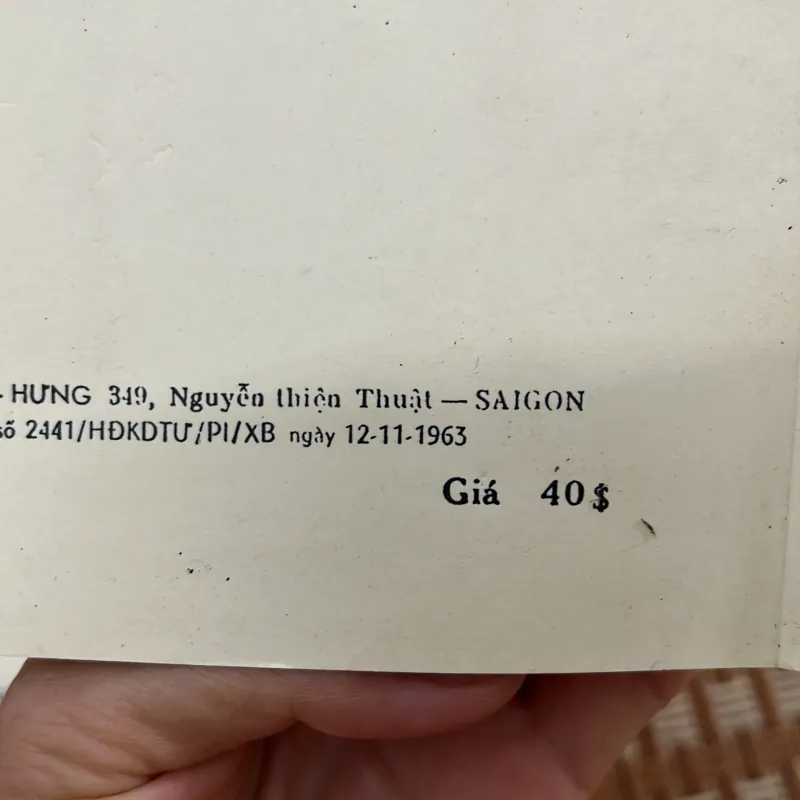 - HƯNG 349, Nguyễn thiện Thuật — SAIGON
số 2441/HĐKDTƯ/PI/XB ngày 12-11-1963
Giá 40$